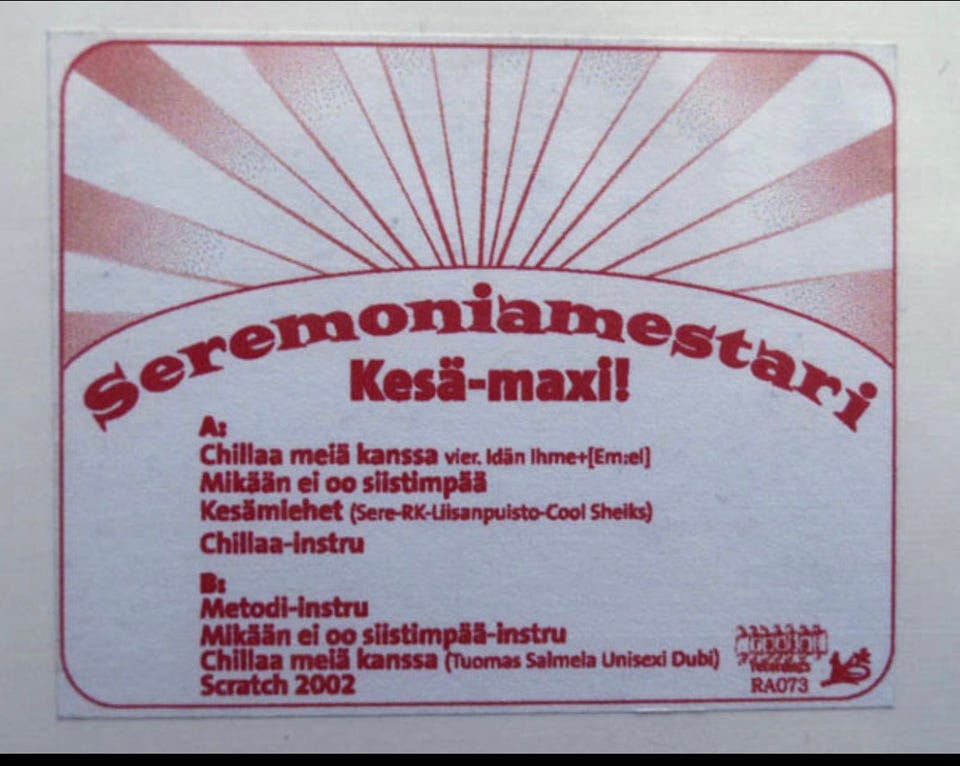 Seremoniamestari
Kesä-maxi!
A:
Chillaa meiä kanssa vier. Idän Ihme+[Em:el]
Mikään ei oo siistimpää
Kesämiehet (Sere-RK-Liisanpuisto-Cool Sheiks)
Chillaa-instru
B:
Metodi-instru
Mikään ei oo siistimpää-instru
Chillaa meiä kanssa (Tuomas Salmela Unisexi Dubi)
Scratch 2002
RA073